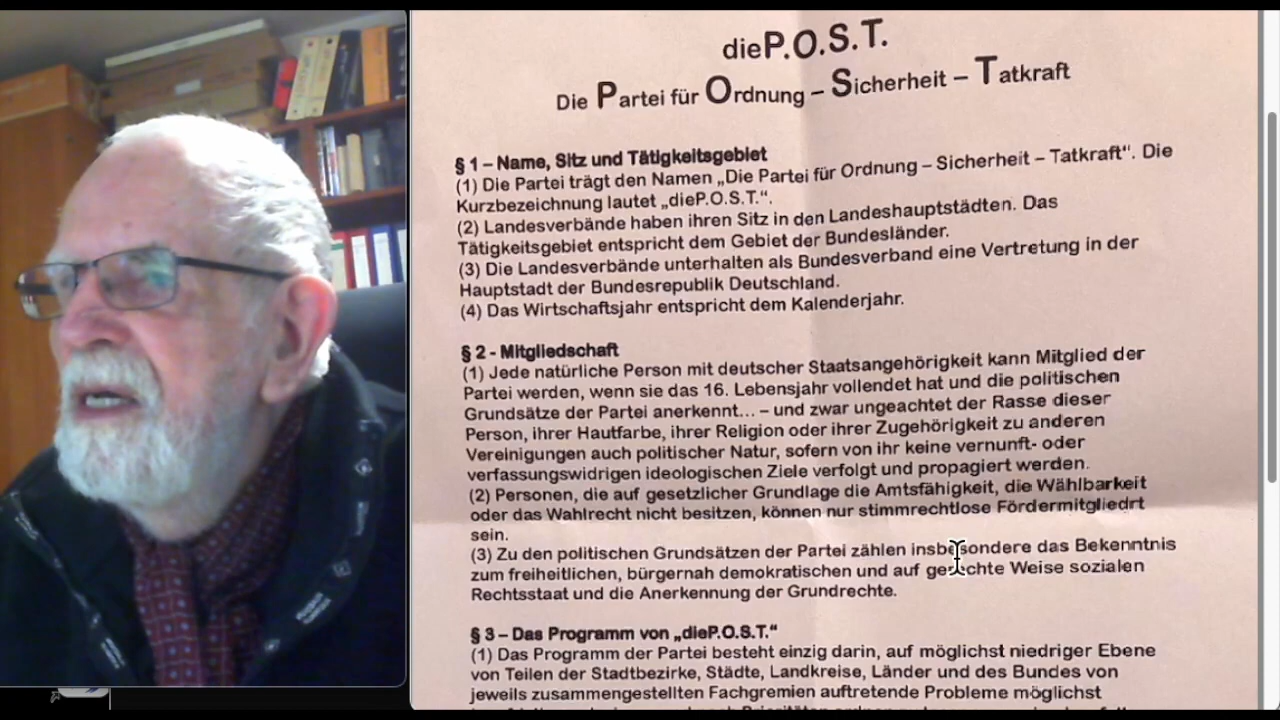 die P.O.S.T.
Die Partei für Ordnung – Sicherheit – Tatkraft
§ 1 – Name, Sitz und Tätigkeitsgebiet
(1) Die Partei trägt den Namen „Die Partei für Ordnung – Sicherheit – Tatkraft“. Die
Kurzbezeichnung lautet „dieP.O.S.T.“.
(2) Landesverbände haben ihren Sitz in den Landeshauptstädten. Das
Tätigkeitsgebiet entspricht dem Gebiet der Bundesländer.
(3) Die Landesverbände unterhalten als Bundesverband eine Vertretung in der
Hauptstadt der Bundesrepublik Deutschland.
(4) Das Wirtschaftsjahr entspricht dem Kalenderjahr.
§ 2 - Mitgliedschaft
(1) Jede natürliche Person mit deutscher Staatsangehörigkeit kann Mitglied der
Partei werden, wenn sie das 16. Lebensjahr vollendet hat und die politischen
Grundsätze der Partei anerkennt... – und zwar ungeachtet der Rasse dieser
Person, ihrer Hautfarbe, ihrer Religion oder ihrer Zugehörigkeit zu anderen
Vereinigungen auch politischer Natur, sofern von ihr keine vernunft- oder
verfassungswidrigen ideologischen Ziele verfolgt und propagiert werden.
(2) Personen, die auf gesetzlicher Grundlage die Amtsfähigkeit, die Wählbarkeit
oder das Wahlrecht nicht besitzen, können nur stimmrechtlose Fördermitgliedrt
sein.
(3) Zu den politischen Grundsätzen der Partei zählen insbesondere das Bekenntnis
zum freiheitlichen, bürgernah demokratischen und auf gerechte Weise sozialen
Rechtsstaat und die Anerkennung der Grundrechte.
§ 3 – Das Programm von „dieP.O.S.T.“
(1) Das Programm der Partei besteht einzig darin, auf möglichst niedriger Ebene
von Teilen der Stadtbezirke, Städte, Landkreise, Länder und des Bundes von
jeweils zusammengestellten Fachgremien auftretende Probleme möglichst